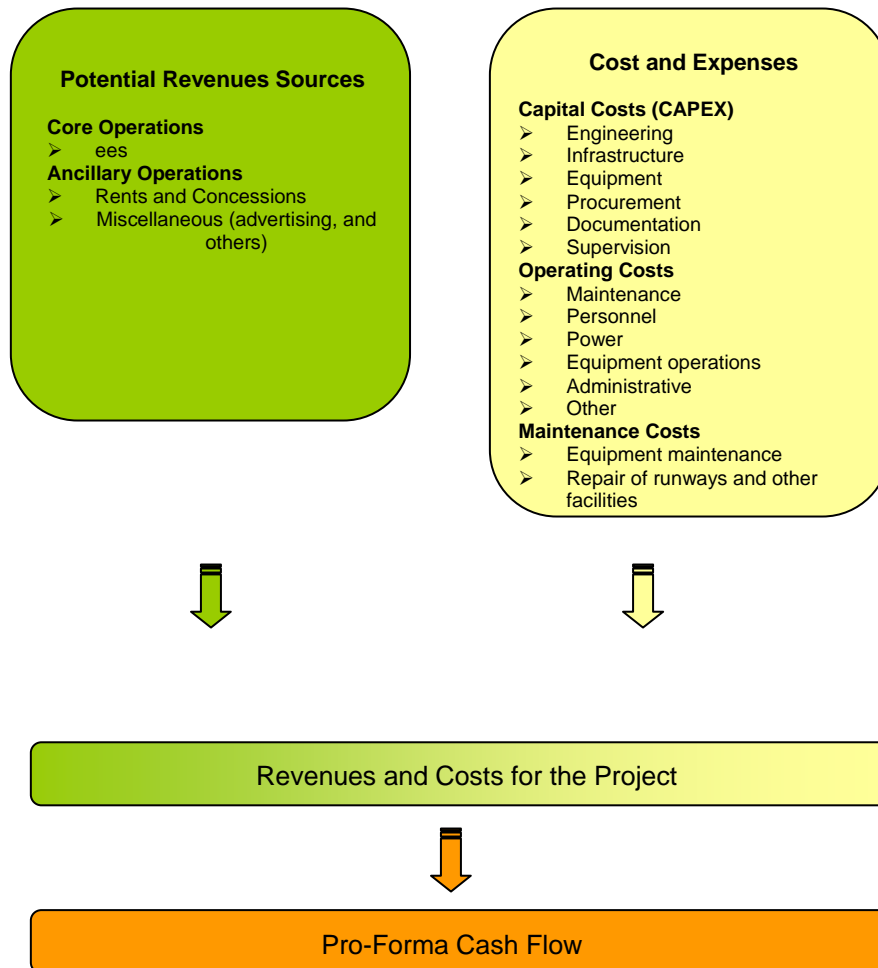 Potential Revenues Sources
Core Operations
➢ ees
Ancillary Operations
➢ Rents and Concessions
➢ Miscellaneous (advertising, and
others)
Cost and Expenses
Capital Costs (CAPEX)
➢ Engineering
➢ Infrastructure
➢ Equipment
➢ Procurement
➢ Documentation
➢ Supervision
Operating Costs
➢ Maintenance
➢ Personnel
➢ Power
➢ Equipment operations
➢ Administrative
➢ Other
Maintenance Costs
➢ Equipment maintenance
➢ Repair of runways and other
facilities
Revenues and Costs for the Project
Pro-Forma Cash Flow